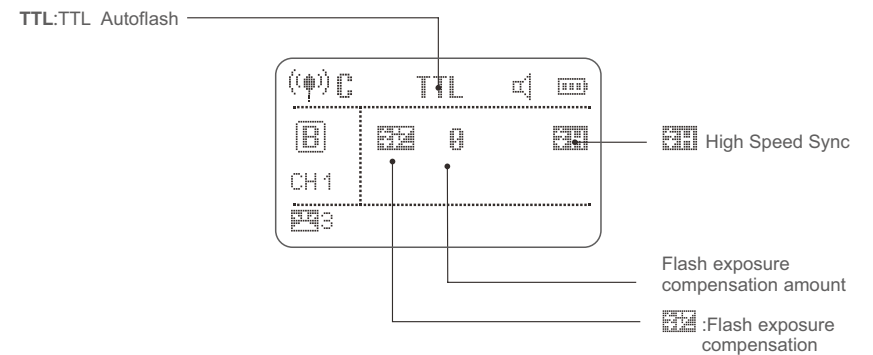 TTL:TTL Autoflash
C TTL
B 0
High Speed Sync
CH 1
3
Flash exposure
compensation amount
:Flash exposure
compensation